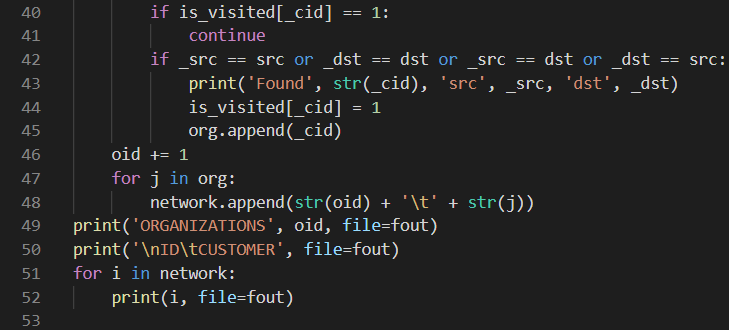 40 if is_visited[_cid] == 1:
41 continue
42 if _src == src or _dst == dst or _src == dst or _dst == src:
43 print('Found', str(_cid), 'src', _src, 'dst', _dst)
44 is_visited[_cid] = 1
45 org.append(_cid)
46 oid += 1
47 for j in org:
48 network.append(str(oid) + '\t' + str(j))
49 print('ORGANIZATIONS', oid, file=fout)
50 print('\nID\tCUSTOMER', file=fout)
51 for i in network:
52 print(i, file=fout)
53